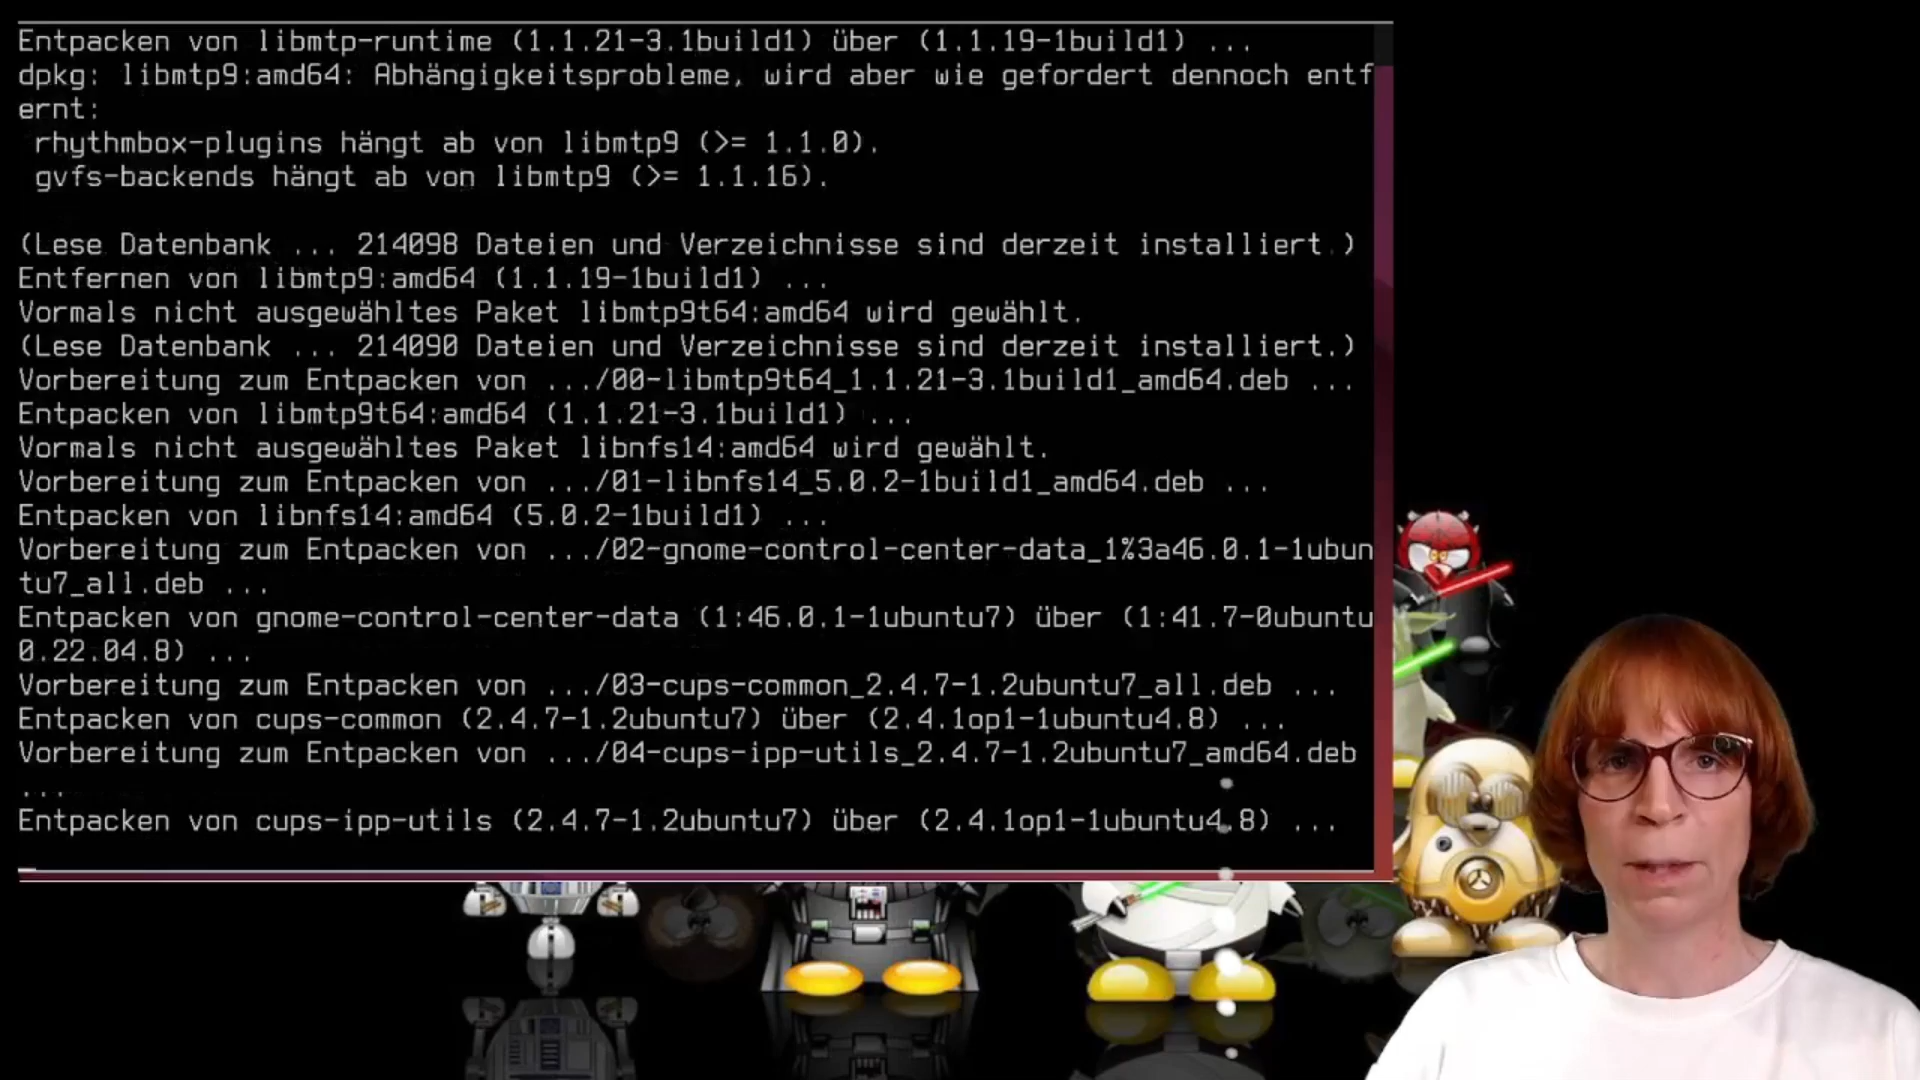 Entpacken von libmtp-runtime (1.1.21-3.1build1) über (1.1.19-1build1) ...
dpkg: libmtp9:amd64: Abhängigkeitsprobleme, wird aber wie gefordert dennoch entf
ernt:
 rhythmbox-plugins hängt ab von libmtp9 (>= 1.1.0).
 gvfs-backends hängt ab von libmtp9 (>= 1.1.16).

(Lese Datenbank ... 214098 Dateien und Verzeichnisse sind derzeit installiert.)
Entfernen von libmtp9:amd64 (1.1.19-1build1) ...
Vormals nicht ausgewähltes Paket libmtp9t64:amd64 wird gewählt.
(Lese Datenbank ... 214090 Dateien und Verzeichnisse sind derzeit installiert.)
Vorbereitung zum Entpacken von .../00-libmtp9t64_1.1.21-3.1build1_amd64.deb ...
Entpacken von libmtp9t64:amd64 (1.1.21-3.1build1) ...
Vormals nicht ausgewähltes Paket libnfs14:amd64 wird gewählt.
Vorbereitung zum Entpacken von .../01-libnfs14_5.0.2-1build1_amd64.deb ...
Entpacken von libnfs14:amd64 (5.0.2-1build1) ...
Vorbereitung zum Entpacken von .../02-gnome-control-center-data_1%3a46.0.1-1ubun
tu7_all.deb ...
Entpacken von gnome-control-center-data (1:46.0.1-1ubuntu7) über (1:41.7-0ubuntu
0.22.04.8) ...
Vorbereitung zum Entpacken von .../03-cups-common_2.4.7-1.2ubuntu7_all.deb ...
Entpacken von cups-common (2.4.7-1.2ubuntu7) über (2.4.1op1-1ubuntu4.8) ...
Vorbereitung zum Entpacken von .../04-cups-ipp-utils_2.4.7-1.2ubuntu7_amd64.deb
...
Entpacken von cups-ipp-utils (2.4.7-1.2ubuntu7) über (2.4.1op1-1ubuntu4.8) ...